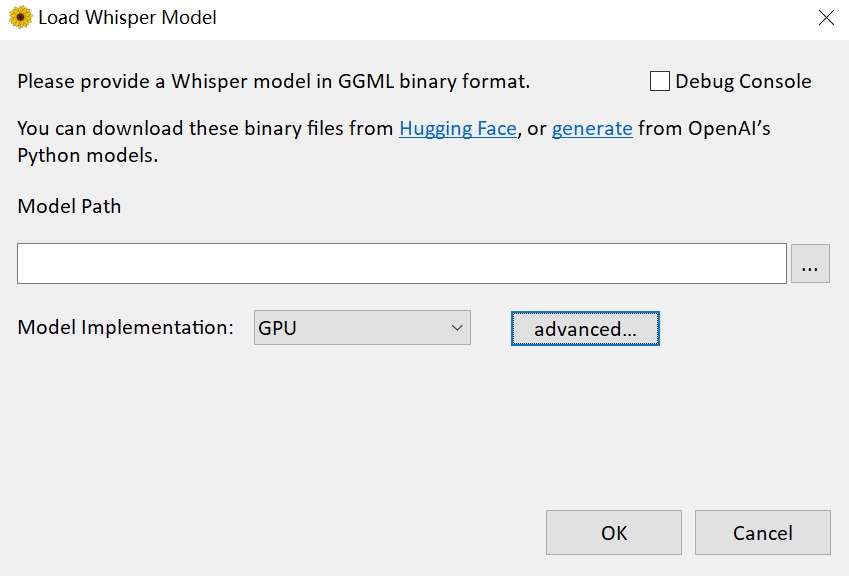 Load Whisper Model
Please provide a Whisper model in GGML binary format.
Debug Console
You can download these binary files from Hugging Face, or generate from OpenAI’s
Python models.
Model Path
...
Model Implementation:
GPU
advanced...
OK
Cancel